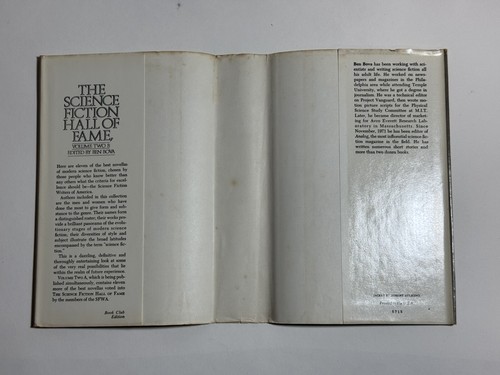 THE
SCIENCE
FICTION
HALL OF
FAME,
VOLUME TWO B
EDITED BY BEN BOVA
Here are eleven of the best novellas
of modern science fiction, chosen by
those people who know better than
any others what the criteria for excel-
lence should be—the Science Fiction
Writers of America.
Authors included in this collection
are the men and women who have
done the most to give form and sub-
stance to the genre. Their names form
a distinguished roster; their works pro-
vide a brilliant panorama of the evolu-
tionary stages of modern science
fiction, their diversities of style and
subject illustrate the broad latitudes
encompassed by the term "science fic-
tion."
This is a dazzling, definitive and
thoroughly entertaining look at some
of the very real possibilities that lie
within the realm of future experience.
VOLUME TWO A, which is being pub-
lished simultaneously, contains eleven
more of the best novellas voted into
THE SCIENCE FICTION HALL OF FAME
by the members of the SFWA.
Book Club
Edition
Ben Bova has been working with sci-
entists and writing science fiction all
his adult life. He worked on news-
papers and magazines in the Phila-
delphia area while attending Temple
University, where he got a degree in
journalism. He was a technical editor
on Project Vanguard, then wrote mo-
tion picture scripts for the Physical
Science Study Committee at M.I.T.
Later, he became director of market-
ing for Avco Everett Research Lab-
oratory in Massachusetts. Since
November, 1971 he has been editor of
Analog, the most influential science-fic-
tion magazine in the field. He has
written numerous short stories and
more than two dozen books.
JACKET BY
5718